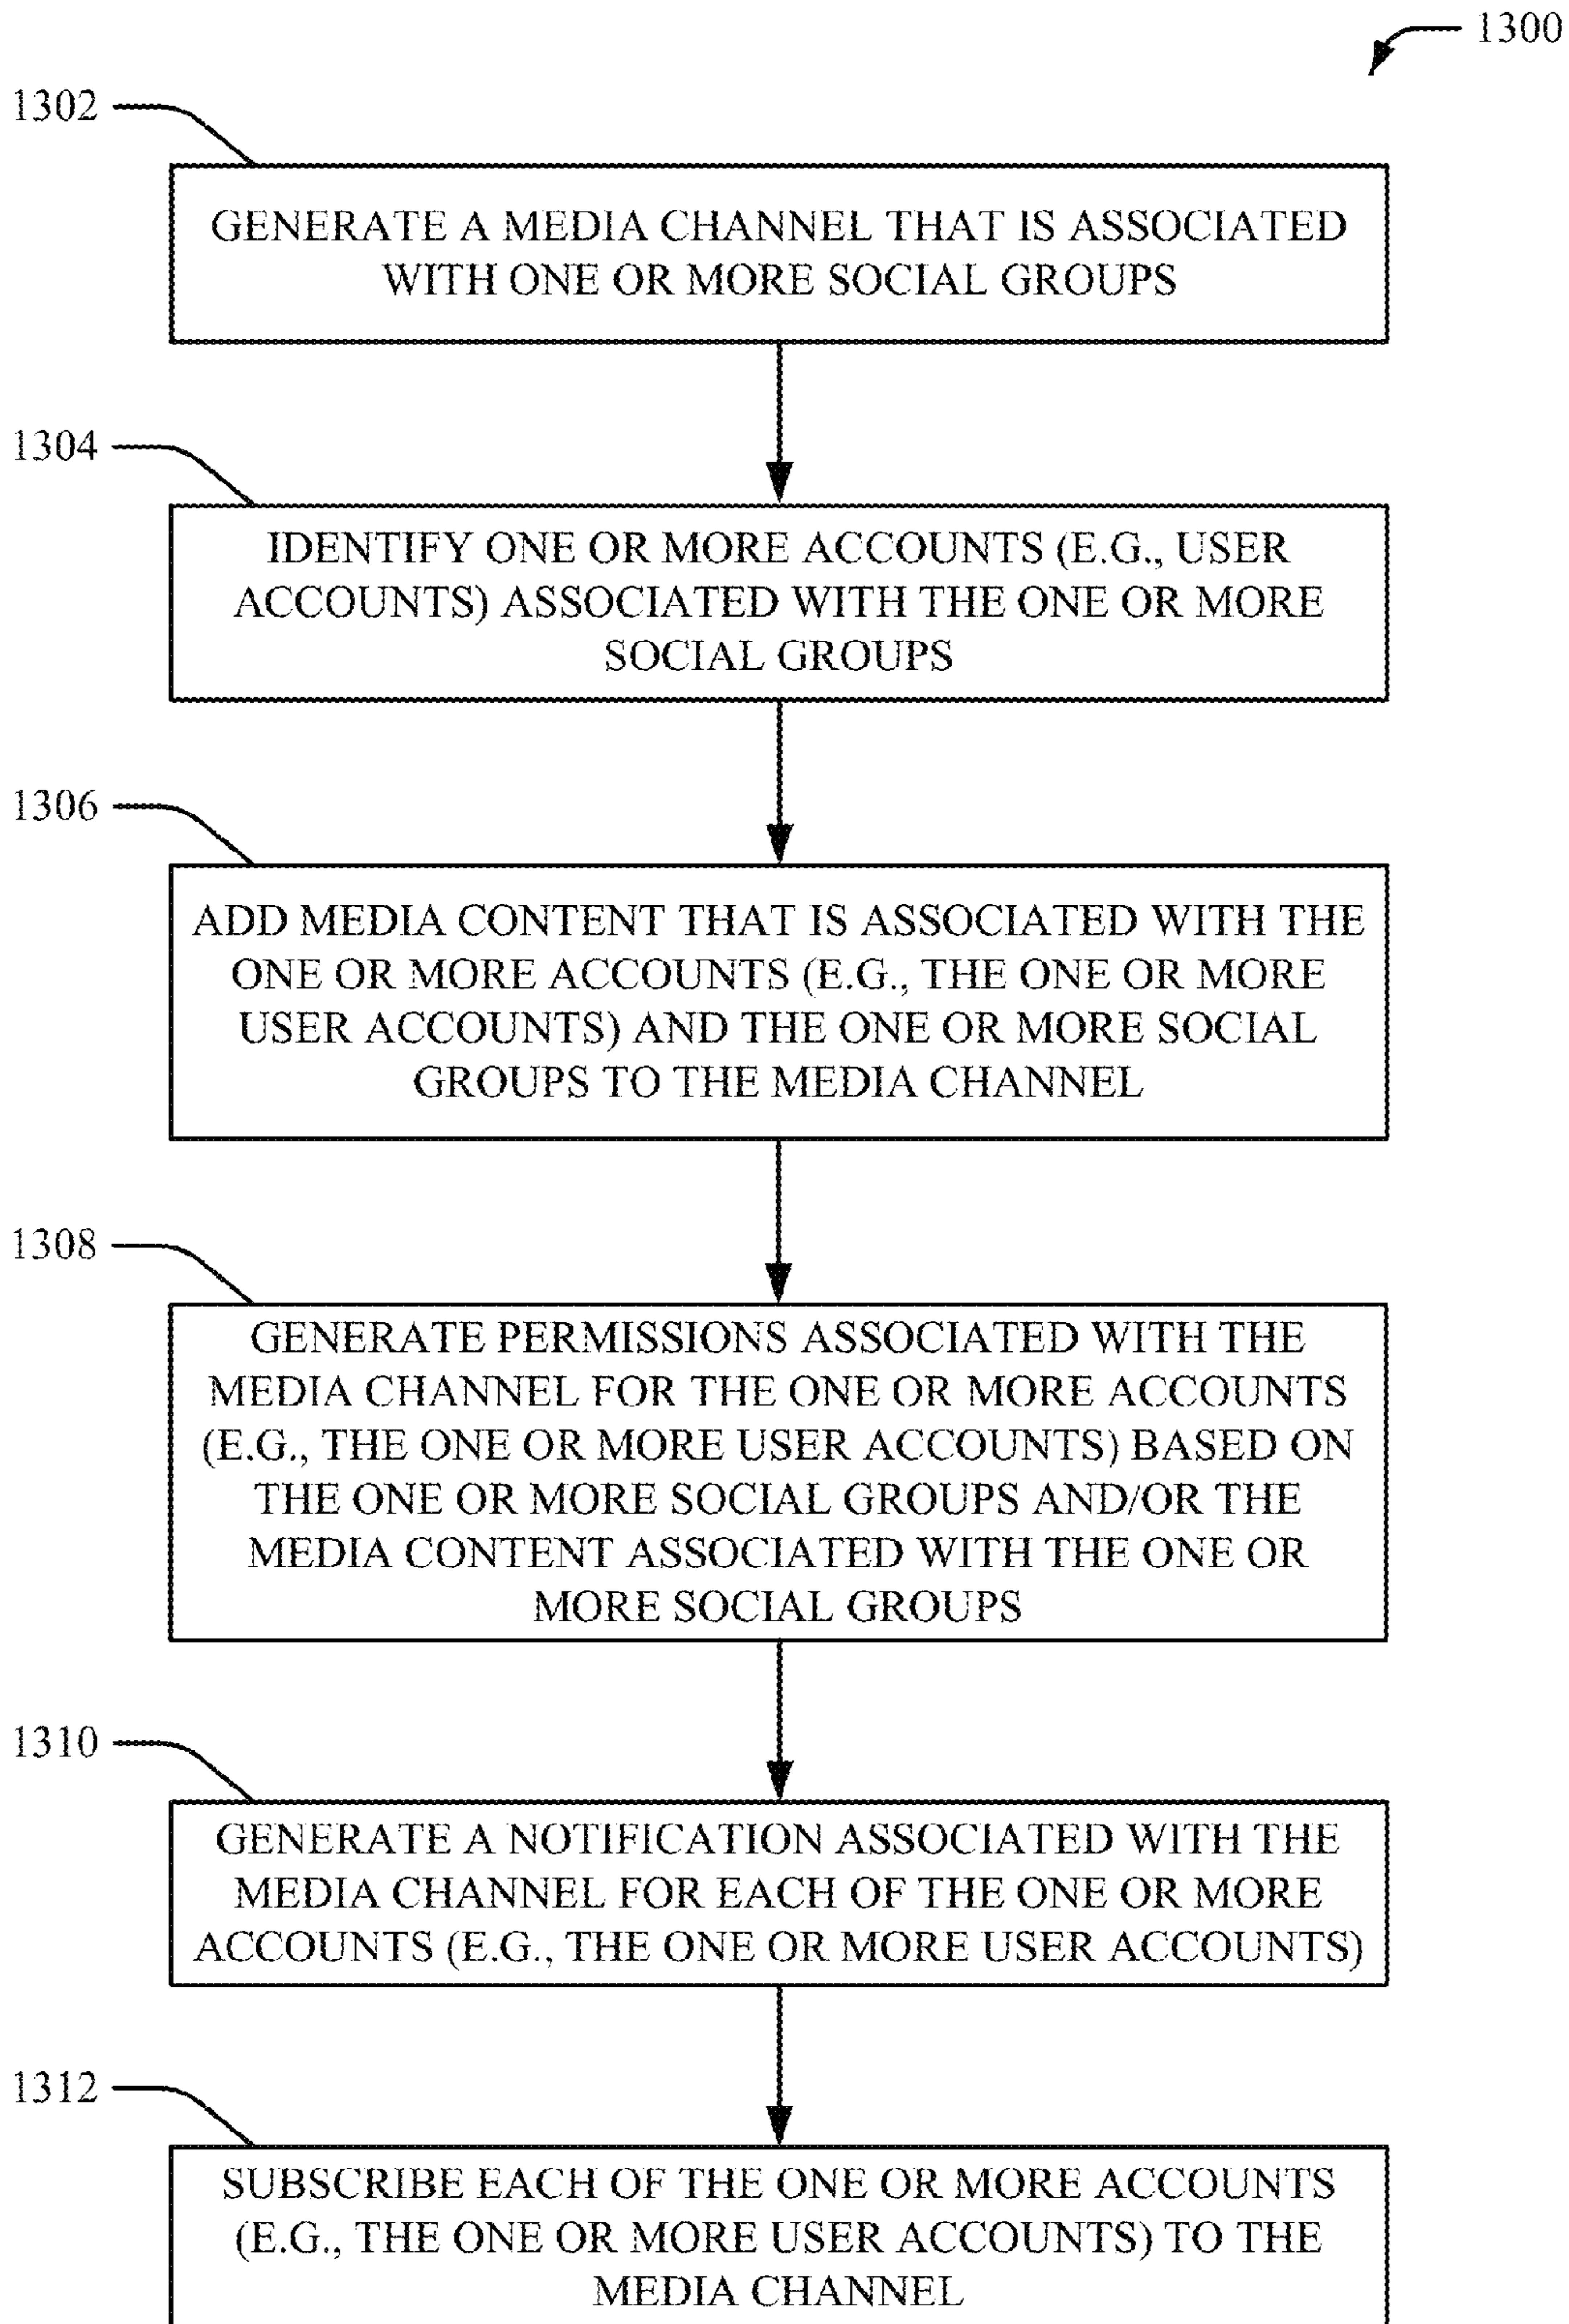 1300
1302
GENERATE A MEDIA CHANNEL THAT IS ASSOCIATED
WITH ONE OR MORE SOCIAL GROUPS
1304
IDENTIFY ONE OR MORE ACCOUNTS (E.G., USER
ACCOUNTS) ASSOCIATED WITH THE ONE OR MORE
SOCIAL GROUPS
1306
ADD MEDIA CONTENT THAT IS ASSOCIATED WITH THE
ONE OR MORE ACCOUNTS (E.G., THE ONE OR MORE
USER ACCOUNTS) AND THE ONE OR MORE SOCIAL
GROUPS TO THE MEDIA CHANNEL
1308
GENERATE PERMISSIONS ASSOCIATED WITH THE
MEDIA CHANNEL FOR THE ONE OR MORE ACCOUNTS
(E.G., THE ONE OR MORE USER ACCOUNTS) BASED ON
THE ONE OR MORE SOCIAL GROUPS AND/OR THE
MEDIA CONTENT ASSOCIATED WITH THE ONE OR
MORE SOCIAL GROUPS
1310
GENERATE A NOTIFICATION ASSOCIATED WITH THE
MEDIA CHANNEL FOR EACH OF THE ONE OR MORE
ACCOUNTS (E.G., THE ONE OR MORE USER ACCOUNTS)
1312
SUBSCRIBE EACH OF THE ONE OR MORE ACCOUNTS
(E.G., THE ONE OR MORE USER ACCOUNTS) TO THE
MEDIA CHANNEL